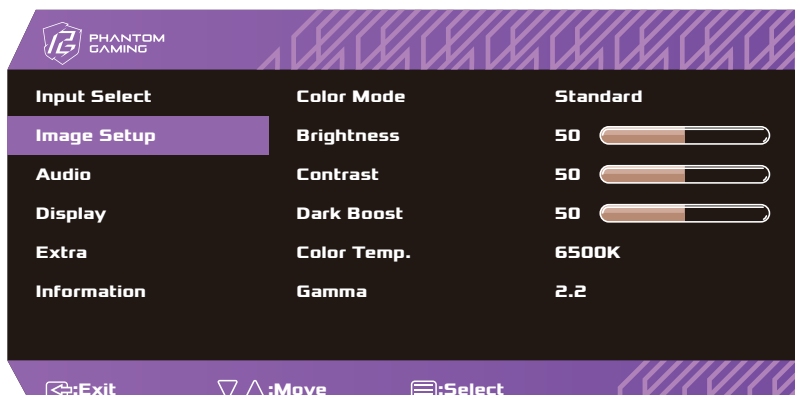 PHANTOM
GAMING
Input Select Color Mode Standard
Image Setup Brightness 50
Audio Contrast 50
Display Dark Boost 50
Extra Color Temp. 6500K
Information Gamma 2.2
:Exit :Move :Select